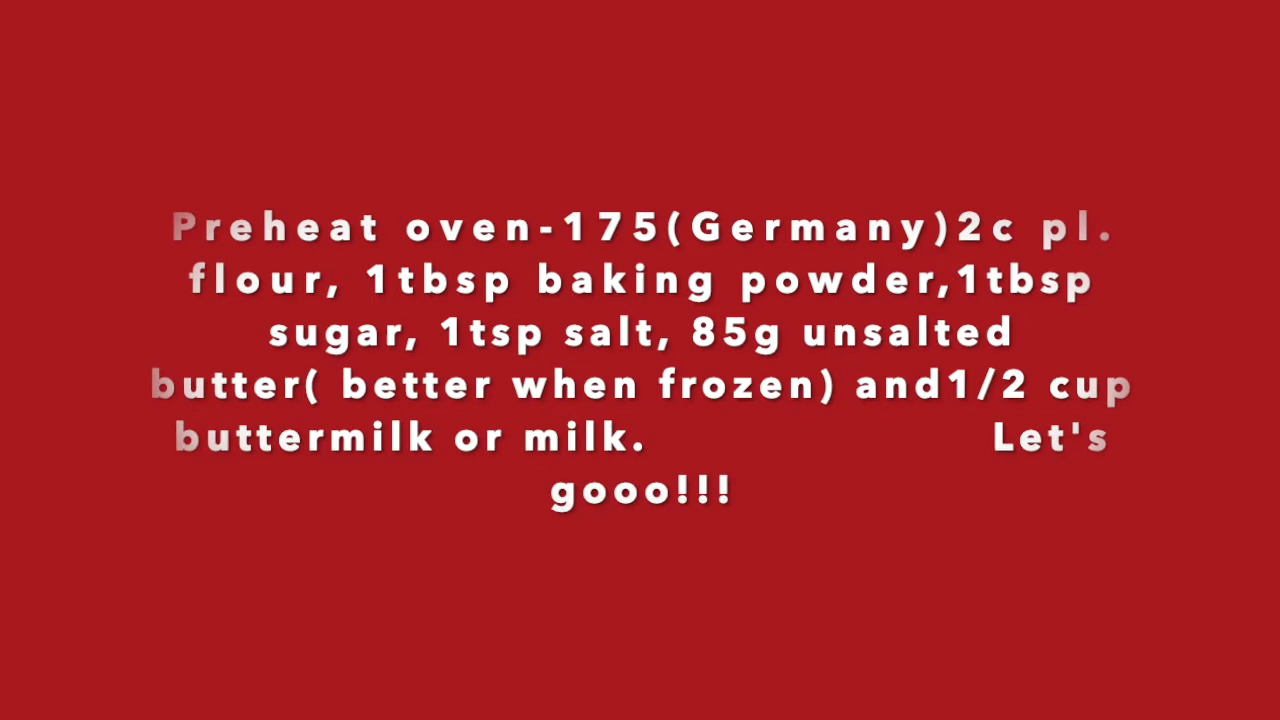 Preheat oven-175(Germany)2c pl.
flour, 1tbsp baking powder,1tbsp
sugar, 1tsp salt, 85g unsalted
butter( better when frozen) and1/2 cup
buttermilk or milk. Let's
gooo!!!